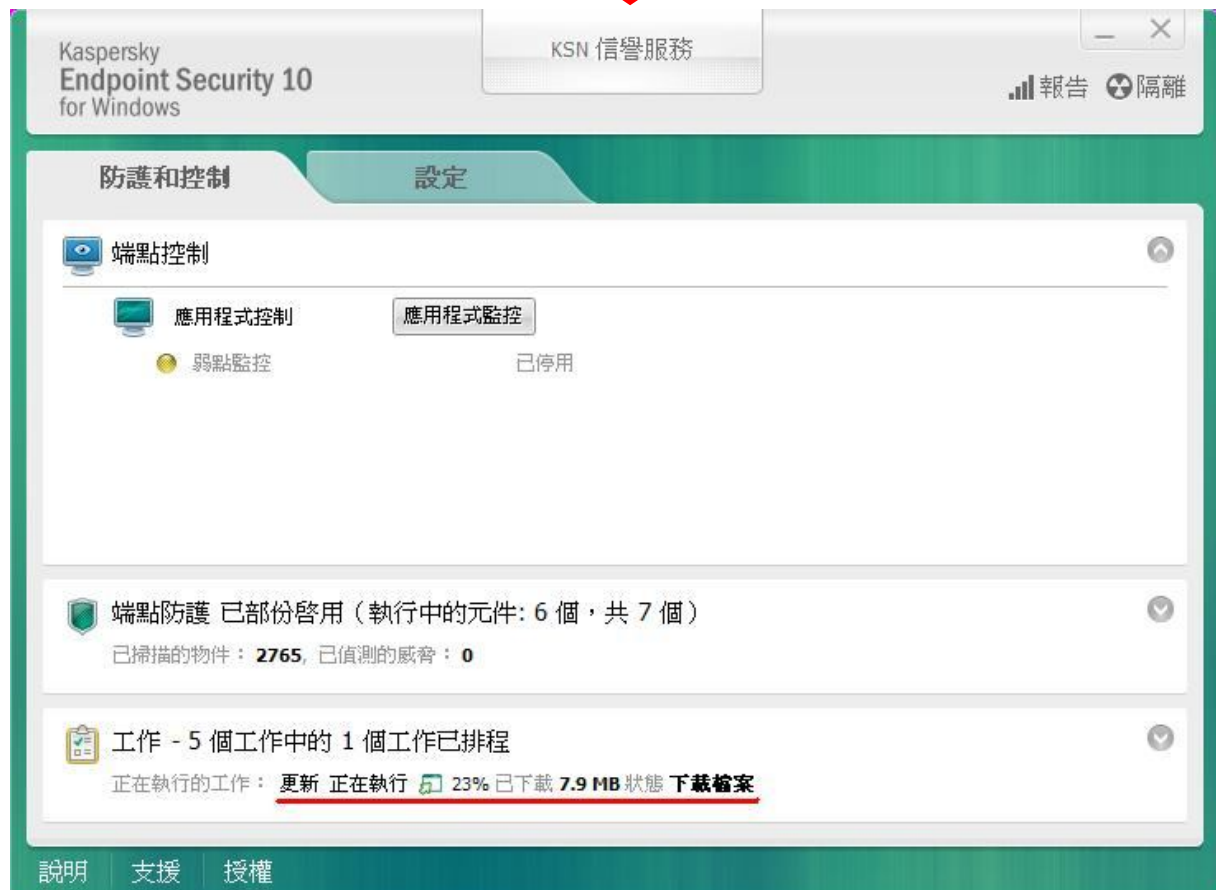 Kaspersky
Endpoint Security 10
for Windows
KSN 信譽服務
報告 隔離
防護和控制 設定
端點控制
應用程式控制 應用程式監控
弱點監控 已停用
端點防護 已部份啓用（執行中的元件: 6 個，共 7 個）
已掃描的物件： 2765, 已偵測的威脅： 0
工作 - 5 個工作中的 1 個工作已排程
正在執行的工作： 更新 正在執行 23% 已下載 7.9 MB 狀態 下載檔案
說明 支援 授權